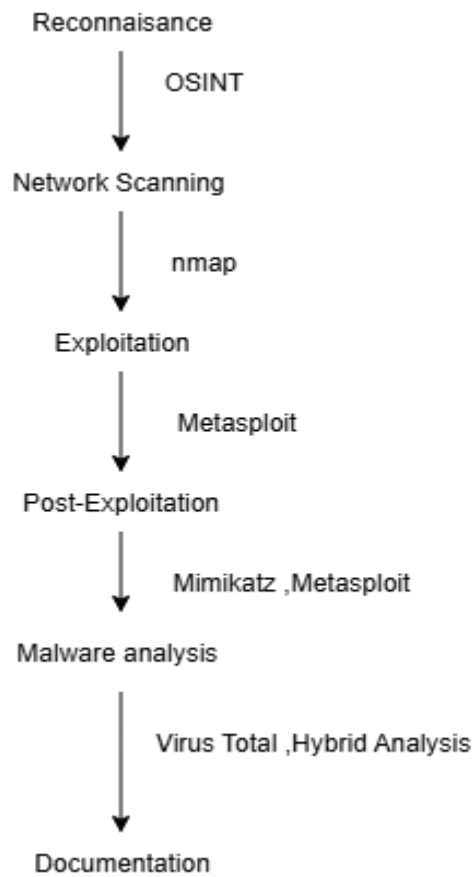 Reconnaisance
OSINT
Network Scanning
nmap
Exploitation
Metasploit
Post-Exploitation
Mimikatz ,Metasploit
Malware analysis
Virus Total ,Hybrid Analysis
Documentation